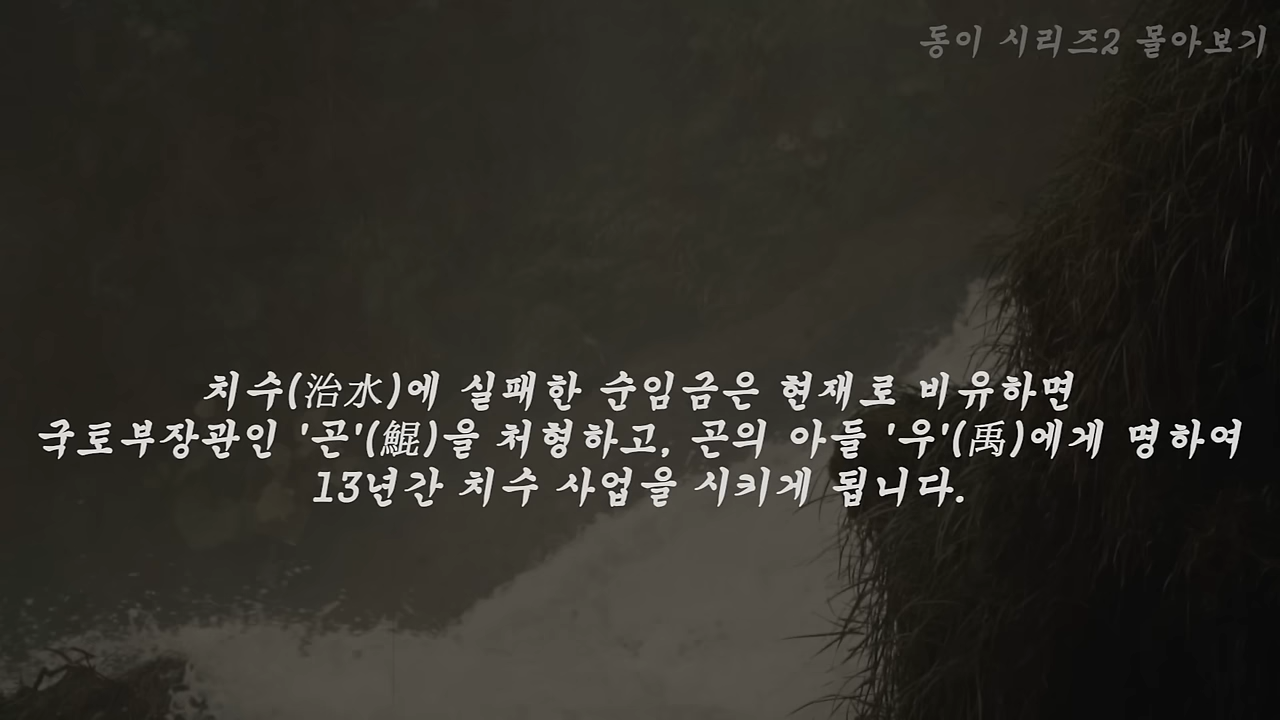 동이 시리즈2 몰아보기
치수(治水)에 실패한 순임금은 현재로 비유하면
국토부장관인 '곤'(鯤)을 처형하고, 곤의 아들 '우'(禹)에게 명하여
13년간 치수 사업을 시키게 됩니다.